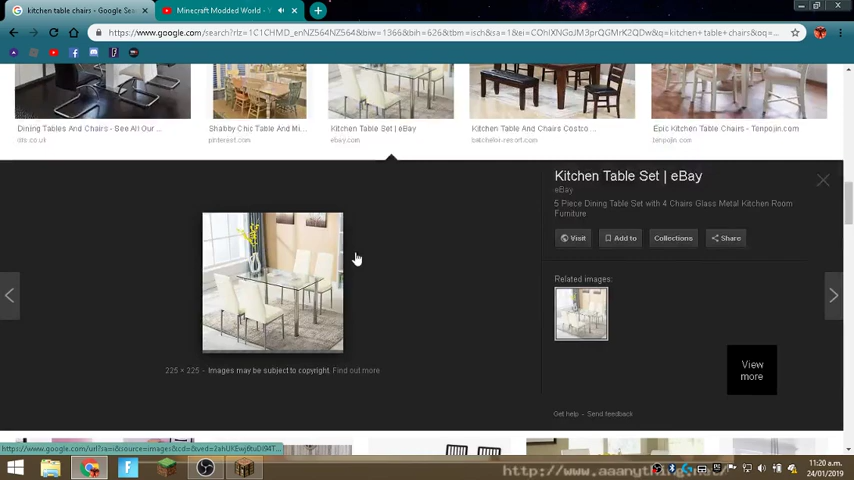 kitchen table chairs - Google Sear
Minecraft Modded World -
https://www.google.com/search?rlz=1C1CHMD_enNZ564NZ564&biw=1366&bih=626&tbm=isch&sa=1&ei=
&q=kitchen+table+chairs&oq=
Dining Tables And Chairs - See All Our ...
Shabby Chic Table And Mi...
Kitchen Table Set | eBay
Kitchen Table And Chairs Costco ...
Epic Kitchen Table Chairs - Tenpojin.com
dfs.co.uk
pinterest.com
ebay.com
batchelor-resort.com
tenpojin.com
Kitchen Table Set | eBay
eBay
5 Piece Dining Table Set with 4 Chairs Glass Metal Kitchen Room
Furniture
Visit
Add to
Collections
Share
Related images:
View
more
225 × 225 - Images may be subject to copyright. Find out more
Get help - Send feedback
https://www.google.com/url?sa=i&source=images&cd=&ved=
11:20 a.m.
24/01/2019